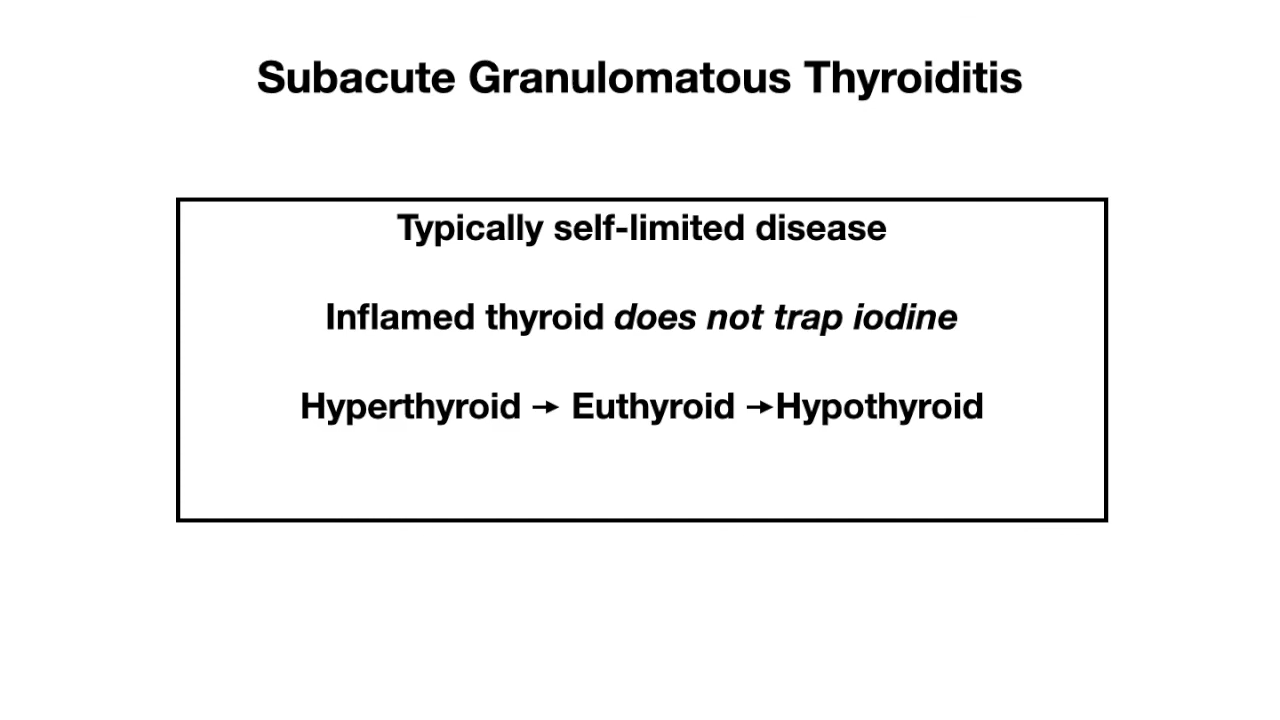 Subacute Granulomatous Thyroiditis
Typically self-limited disease
Inflamed thyroid does not trap iodine
Hyperthyroid → Euthyroid →Hypothyroid